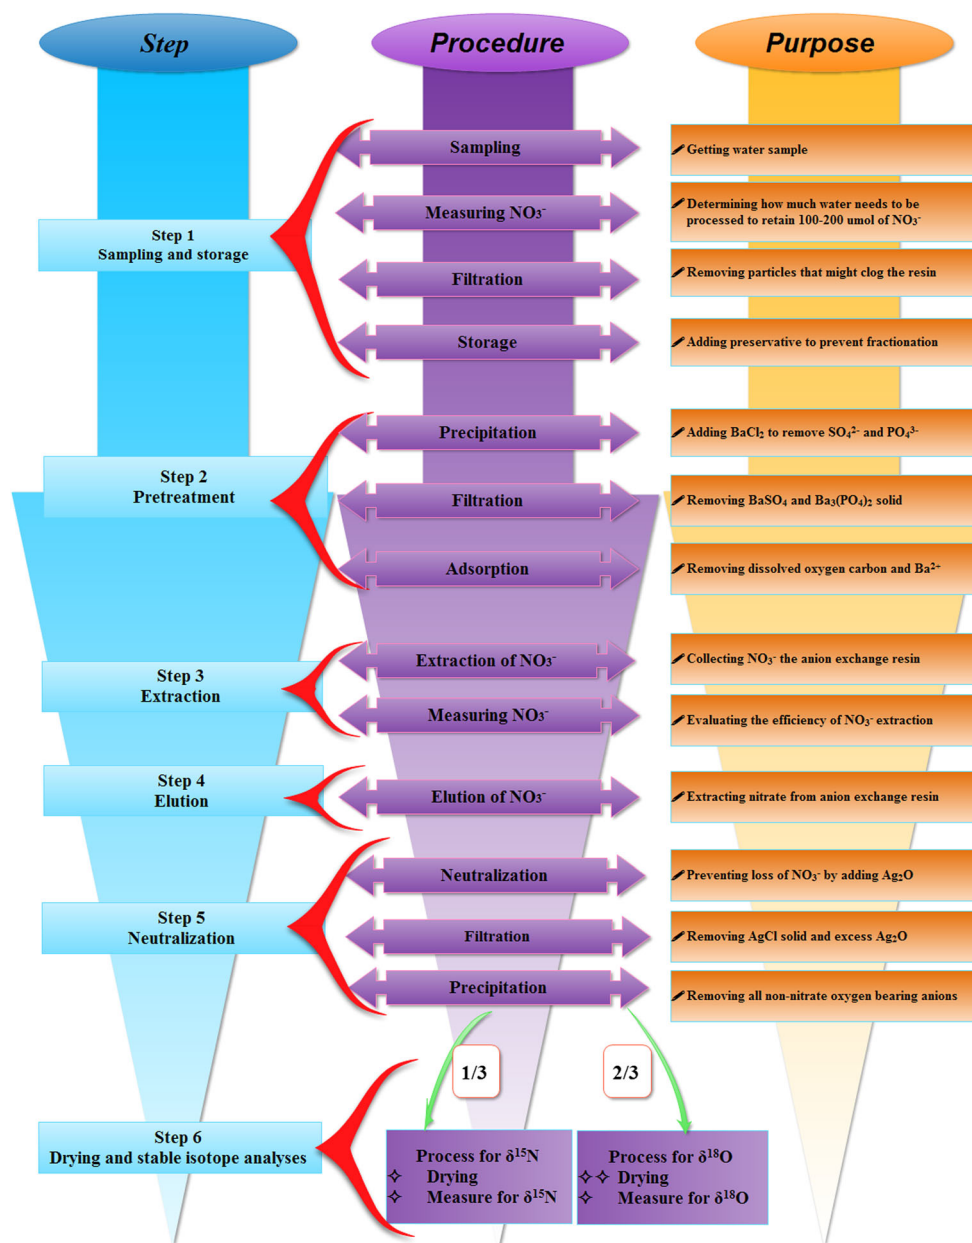 Step
Procedure
Purpose
Step 1
Sampling and storage
Sampling
Getting water sample
Measuring NO₃⁻
Determining how much water needs to be
processed to retain 100-200 umol of NO₃⁻
Filtration
Removing particles that might clog the resin
Storage
Adding preservative to prevent fractionation
Step 2
Pretreatment
Precipitation
Adding BaCl₂ to remove SO₄²⁻ and PO₄³⁻
Filtration
Removing BaSO₄ and Ba₃(PO₄)₂ solid
Adsorption
Removing dissolved oxygen carbon and Ba²⁺
Step 3
Extraction
Extraction of NO₃⁻
Collecting NO₃⁻ the anion exchange resin
Measuring NO₃⁻
Evaluating the efficiency of NO₃⁻ extraction
Step 4
Elution
Elution of NO₃⁻
Extracting nitrate from anion exchange resin
Step 5
Neutralization
Neutralization
Preventing loss of NO₃⁻ by adding Ag₂O
Filtration
Removing AgCl solid and excess Ag₂O
Precipitation
Removing all non-nitrate oxygen bearing anions
1/3
2/3
Step 6
Drying and stable isotope analyses
Process for δ¹⁵N
Drying
Measure for δ¹⁵N
Process for δ¹⁸O
Drying
Measure for δ¹⁸O